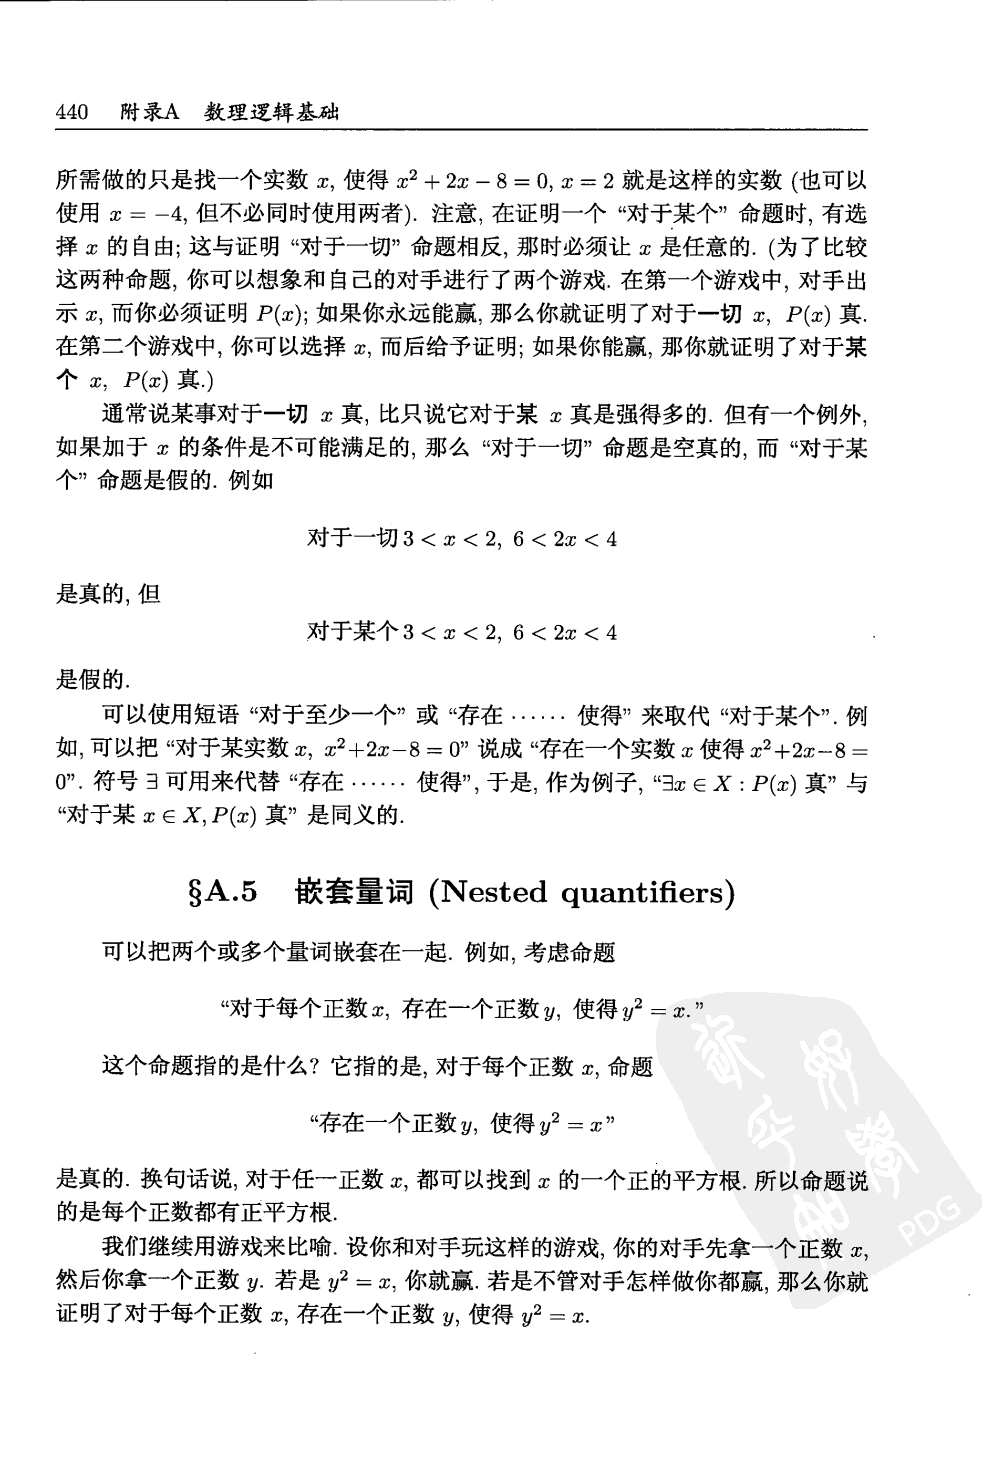 440 附录A 数理逻辑基础
所需做的只是找一个实数 x, 使得 x² + 2x − 8 = 0, x = 2 就是这样的实数 (也可以
使用 x = −4, 但不必同时使用两者). 注意, 在证明一个 “对于某个” 命题时, 有选
择 x 的自由; 这与证明 “对于一切” 命题相反, 那时必须让 x 是任意的. (为了比较
这两种命题, 你可以想象和自己的对手进行了两个游戏. 在第一个游戏中, 对手出
示 x, 而你必须证明 P(x); 如果你永远能赢, 那么你就证明了对于一切 x, P(x) 真.
在第二个游戏中, 你可以选择 x, 而后给予证明; 如果你能赢, 那你就证明了对于某
个 x, P(x) 真.)
通常说某事对于一切 x 真, 比只说它对于某 x 真是强得多的. 但有一个例外,
如果加于 x 的条件是不可能满足的, 那么 “对于一切” 命题是空真的, 而 “对于某
个” 命题是假的. 例如
对于一切 3 < x < 2, 6 < 2x < 4
是真的, 但
对于某个 3 < x < 2, 6 < 2x < 4
是假的.
可以使用短语 “对于至少一个” 或 “存在 …… 使得” 来取代 “对于某个”. 例
如, 可以把 “对于某实数 x, x²+2x−8 = 0” 说成 “存在一个实数 x 使得 x²+2x−8 =
0”. 符号 ∃ 可用来代替 “存在 …… 使得”, 于是, 作为例子, “∃x ∈ X : P(x) 真” 与
“对于某 x ∈ X, P(x) 真” 是同义的.
§A.5 嵌套量词 (Nested quantifiers)
可以把两个或多个量词嵌套在一起. 例如, 考虑命题
“对于每个正数 x, 存在一个正数 y, 使得 y² = x.”
这个命题指的是什么? 它指的是, 对于每个正数 x, 命题
“存在一个正数 y, 使得 y² = x”
是真的. 换句话说, 对于任一正数 x, 都可以找到 x 的一个正的平方根. 所以命题说
的是每个正数都有正平方根.
我们继续用游戏来比喻. 设你和对手玩这样的游戏, 你的对手先拿一个正数 x,
然后你拿一个正数 y. 若是 y² = x, 你就赢. 若是不管对手怎样做你都赢, 那么你就
证明了对于每个正数 x, 存在一个正数 y, 使得 y² = x.
PDG